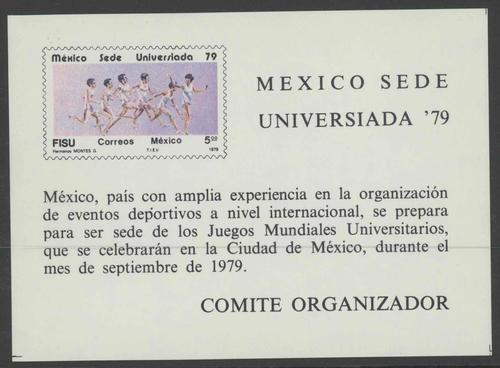 México Sede Universiada 79
FISU Correos México 5.00
Hermanos MONTES G. T.I.E.V. 1979
MEXICO SEDE
UNIVERSIADA '79
México, país con amplia experiencia en la organización
de eventos deportivos a nivel internacional, se prepara
para ser sede de los Juegos Mundiales Universitarios,
que se celebrarán en la Ciudad de México, durante el
mes de septiembre de 1979.
COMITE ORGANIZADOR